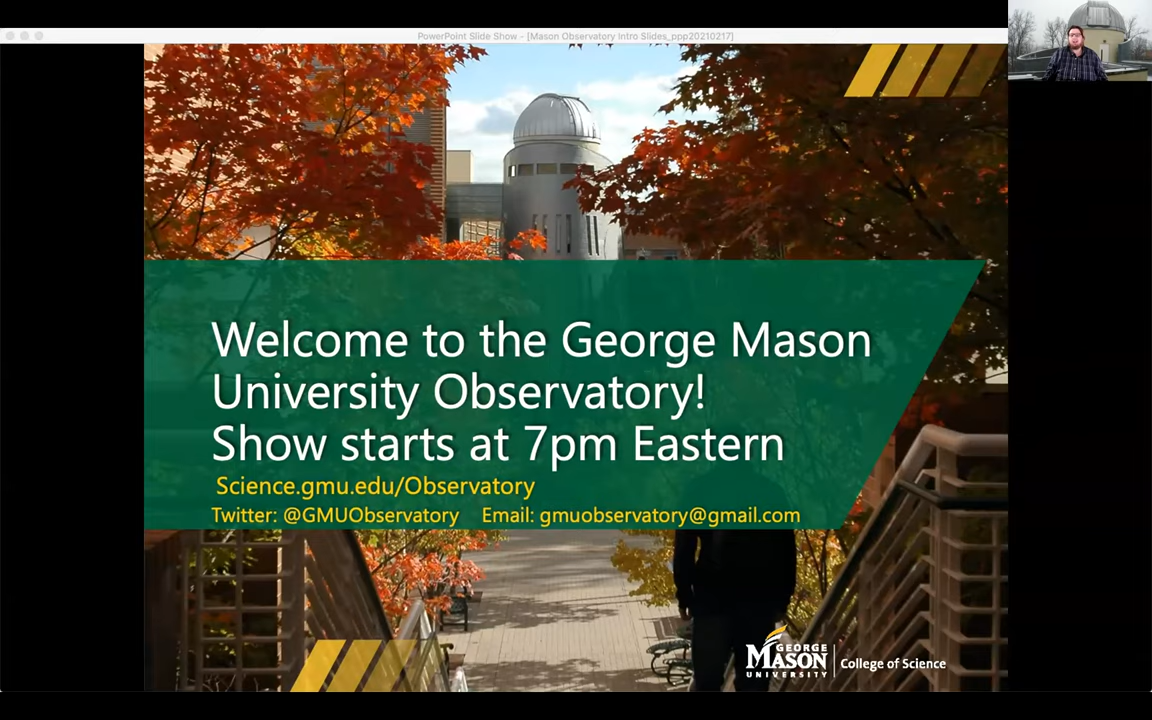 PowerPoint Slide Show - [Mason Observatory Intro Slides_ppp20210217]
Welcome to the George Mason
University Observatory!
Show starts at 7pm Eastern
Science.gmu.edu/Observatory
Twitter: @GMUObservatory Email: gmuobservatory@gmail.com
GEORGE
MASON
UNIVERSITY
College of Science